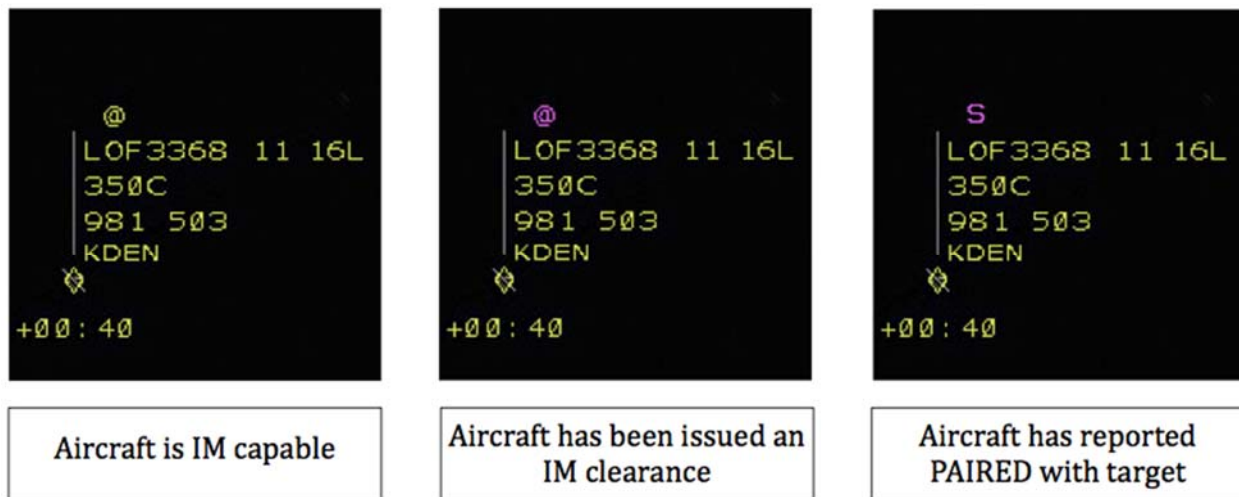 @
LOF3368 11 16L
350C
981 503
KDEN
+00:40
Aircraft is IM capable
@
LOF3368 11 16L
350C
981 503
KDEN
+00:40
Aircraft has been issued an
IM clearance
S
LOF3368 11 16L
350C
981 503
KDEN
+00:40
Aircraft has reported
PAIRED with target